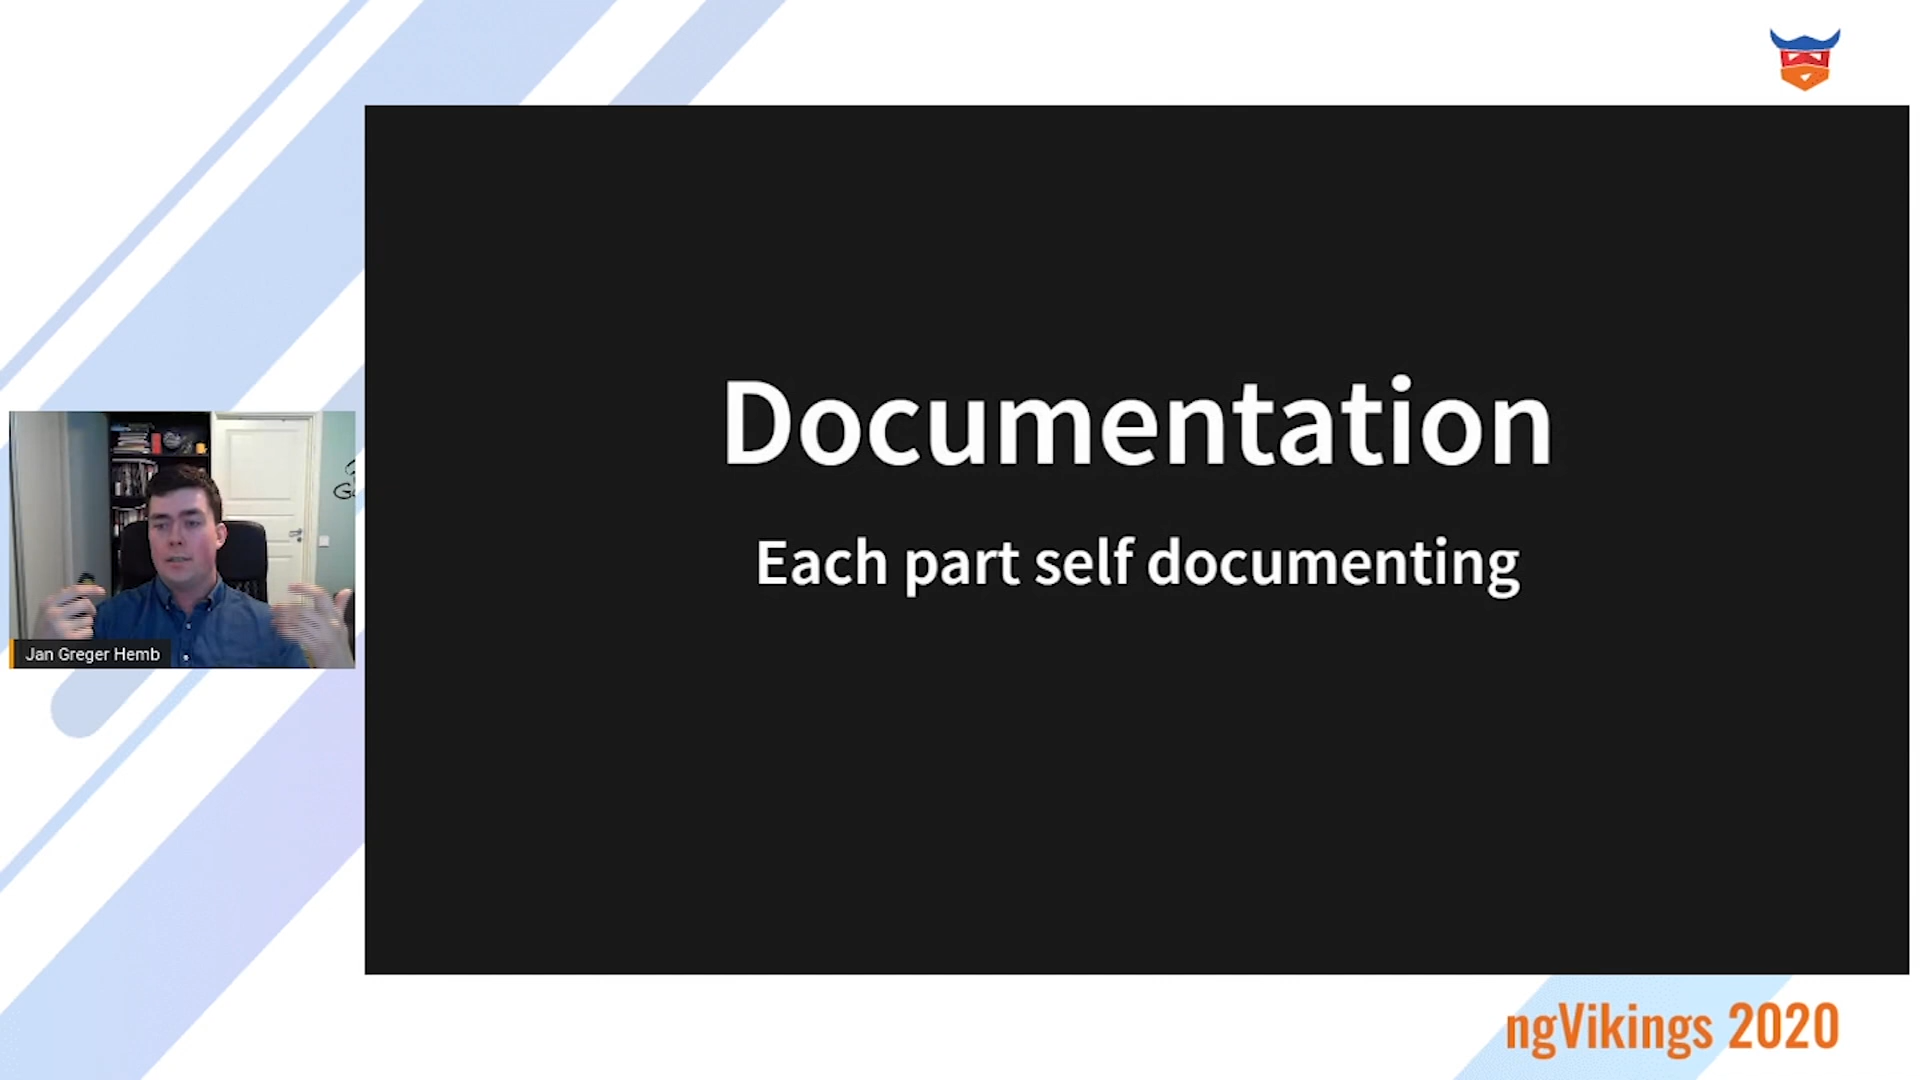 Documentation
Each part self documenting
Jan Greger Hemb
ngVikings 2020